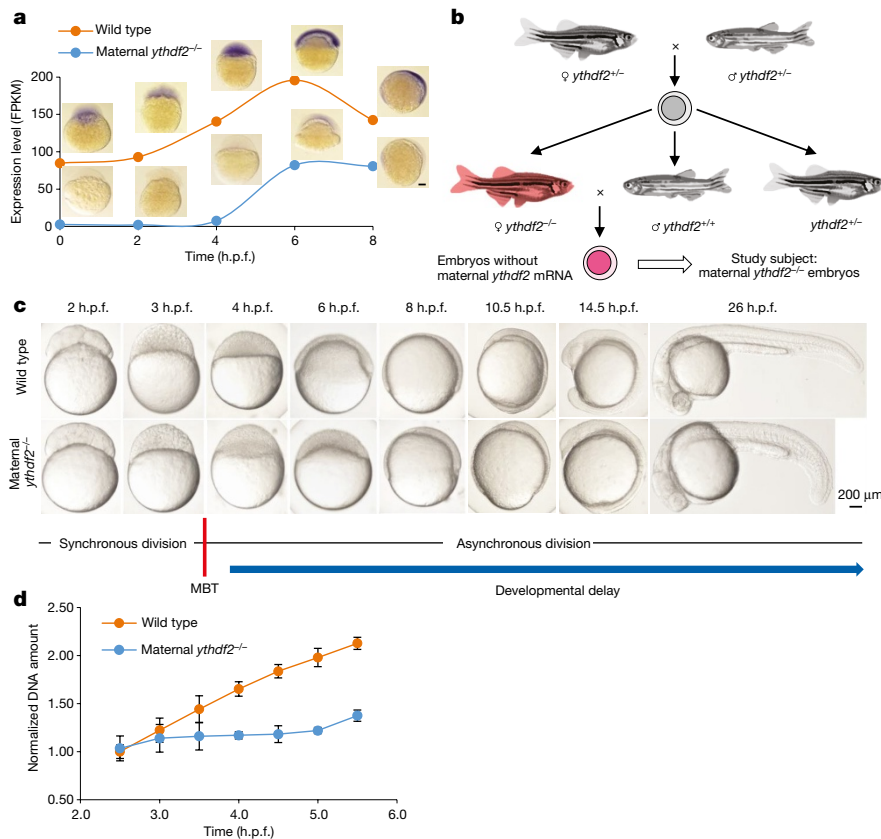 a
Wild type
Maternal ythdf2–/–
Expression level (FPKM)
200
150
100
50
0
0 2 4 6 8
Time (h.p.f.)
b
×
♀ ythdf2+/–
♂ ythdf2+/–
×
♀ ythdf2–/–
♂ ythdf2+/+
ythdf2+/–
Embryos without
maternal ythdf2 mRNA
Study subject:
maternal ythdf2–/– embryos
c
2 h.p.f. 3 h.p.f. 4 h.p.f. 6 h.p.f. 8 h.p.f. 10.5 h.p.f. 14.5 h.p.f. 26 h.p.f.
Wild type
Maternal
ythdf2–/–
200 μm
Synchronous division
Asynchronous division
MBT
Developmental delay
d
Wild type
Maternal ythdf2–/–
Normalized DNA amount
2.50
2.00
1.50
1.00
0.50
2.0 3.0 4.0 5.0 6.0
Time (h.p.f.)